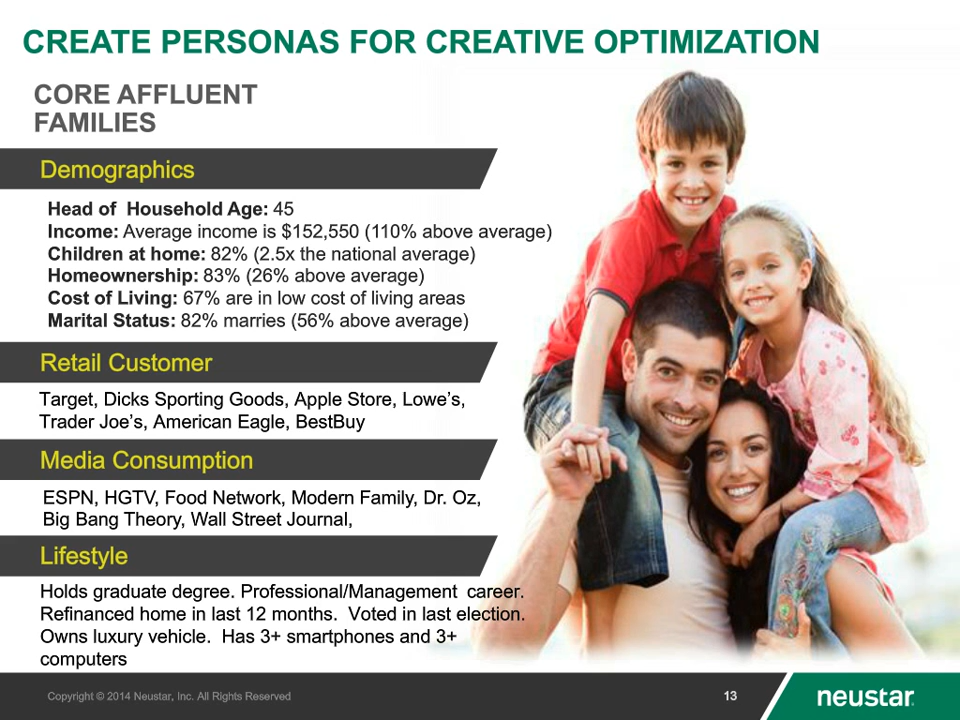 CREATE PERSONAS FOR CREATIVE OPTIMIZATION
CORE AFFLUENT
FAMILIES
Demographics
Head of  Household Age: 45
Income: Average income is $152,550 (110% above average)
Children at home: 82% (2.5x the national average)
Homeownership: 83% (26% above average)
Cost of Living: 67% are in low cost of living areas
Marital Status: 82% marries (56% above average)
Retail Customer
Target, Dicks Sporting Goods, Apple Store, Lowe’s,
Trader Joe’s, American Eagle, BestBuy
Media Consumption
ESPN, HGTV, Food Network, Modern Family, Dr. Oz,
Big Bang Theory, Wall Street Journal,
Lifestyle
Holds graduate degree. Professional/Management  career.
Refinanced home in last 12 months.  Voted in last election.
Owns luxury vehicle.  Has 3+ smartphones and 3+
computers
Copyright © 2014 Neustar, Inc. All Rights Reserved
13
neustar